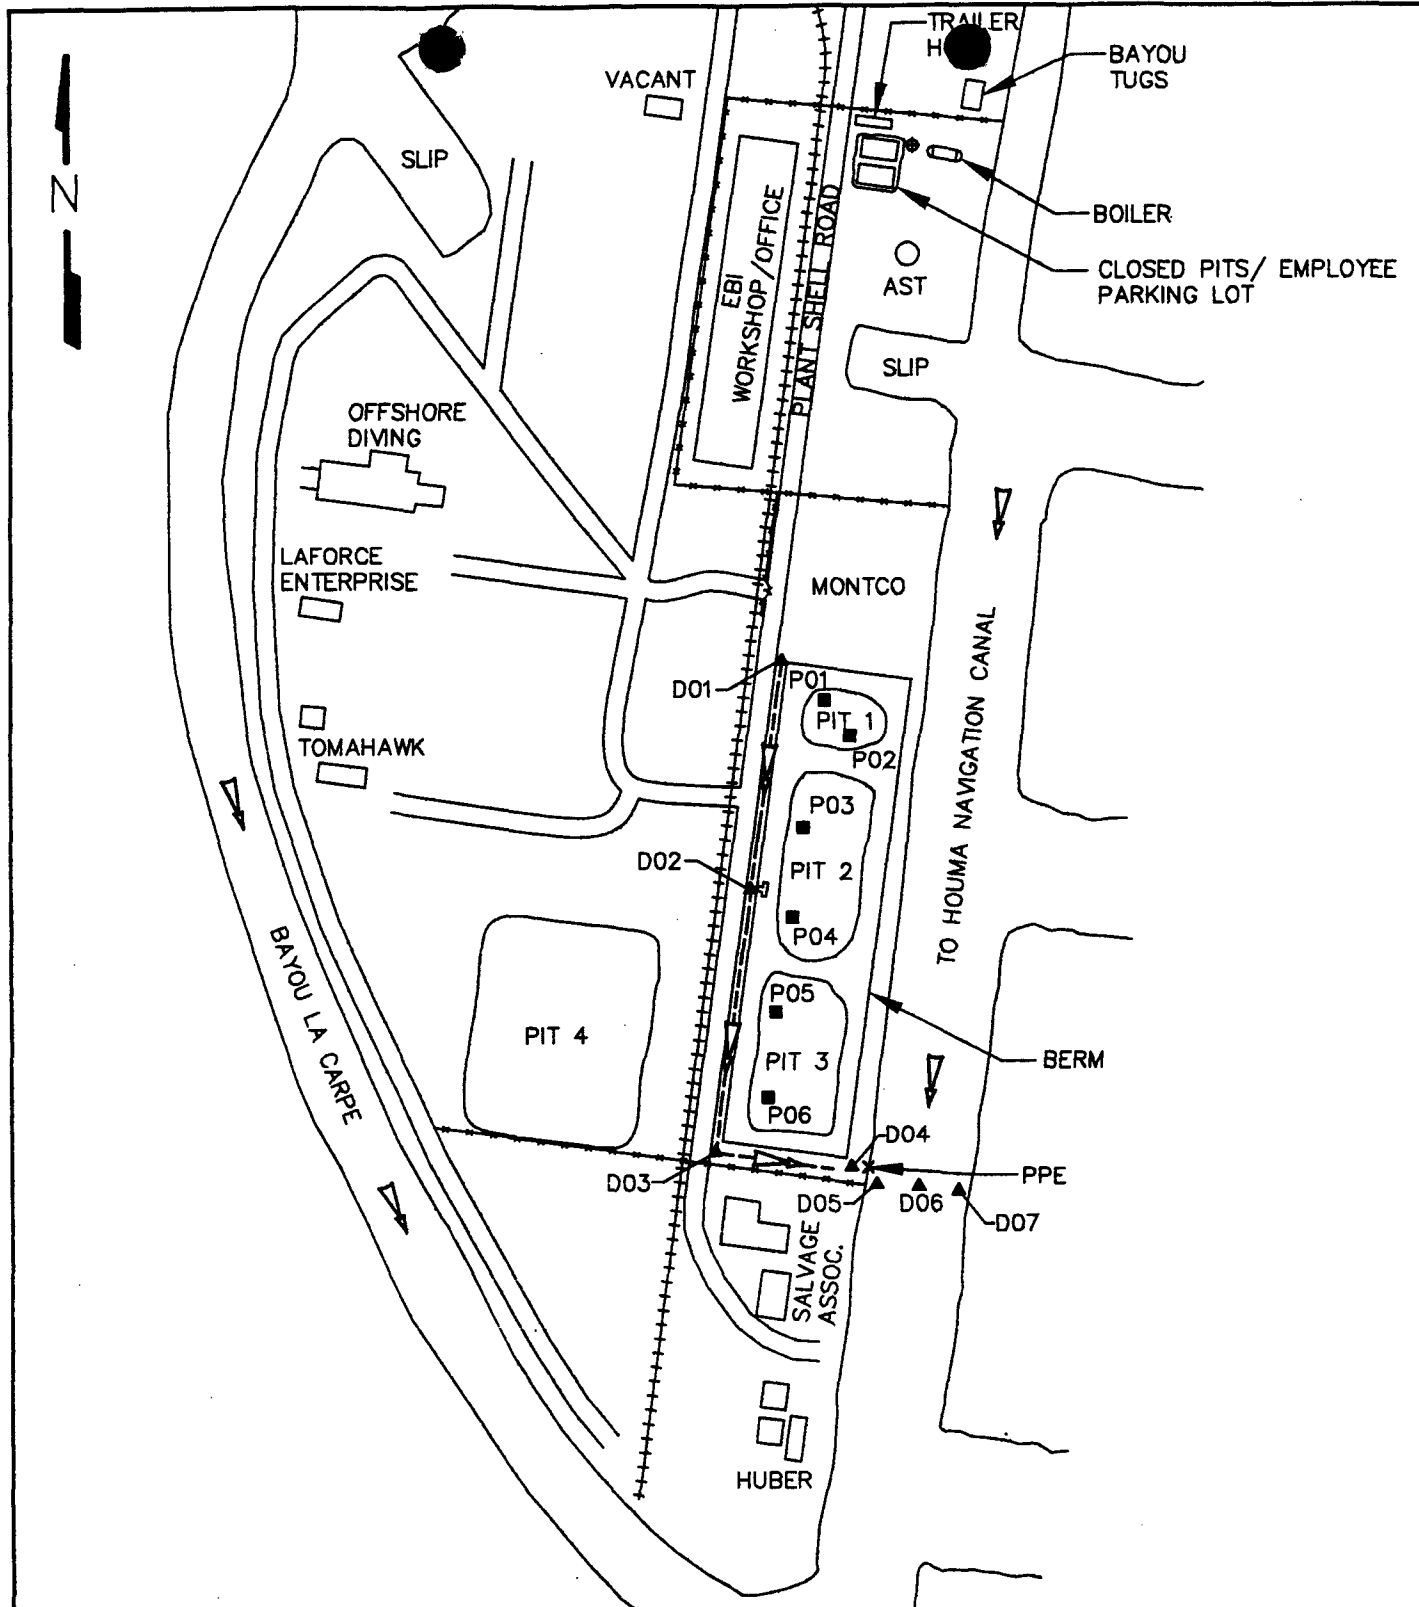 TRAILER
H
BAYOU
TUGS
VACANT
SLIP
N
BOILER
CLOSED PITS/ EMPLOYEE
PARKING LOT
EBI
WORKSHOP/OFFICE
PLANT SHELL ROAD
AST
SLIP
OFFSHORE
DIVING
LAFORCE
ENTERPRISE
MONTCO
TO HOUMA NAVIGATION CANAL
D01
P01
PIT 1
P02
TOMAHAWK
P03
D02
PIT 2
P04
BAYOU LA CARPE
P05
PIT 4
PIT 3
BERM
P06
D04
PPE
D03
D05
D06
D07
SALVAGE
ASSOC.
HUBER